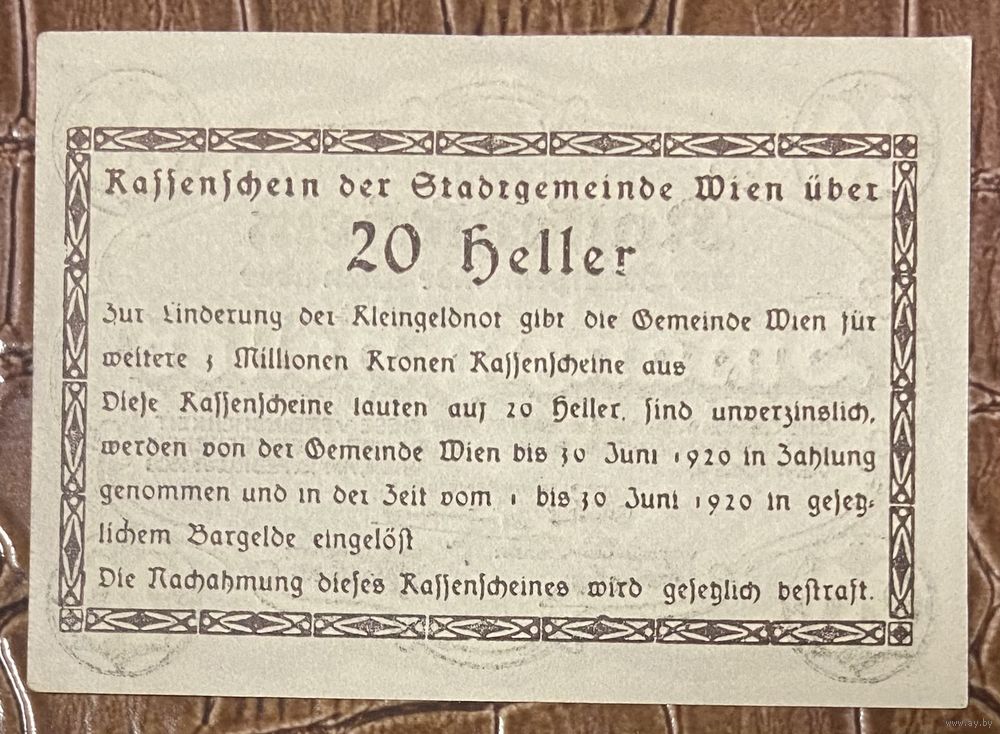 Kassenschein der Stadtgemeinde Wien über
20 Heller
Zur Linderung der Kleingeldnot gibt die Gemeinde Wien für
weitere 3 Millionen Kronen Kassenscheine aus
Diese Kassenscheine lauten auf 20 Heller, sind unverzinslich,
werden von der Gemeinde Wien bis 30 Juni 1920 in Zahlung
genommen und in der Zeit vom 1 bis 30 Juni 1920 in gesetz-
lichem Bargelde eingelöst
Die Nachahmung dieses Kassenscheines wird gesetzlich bestraft.
www.ay.by